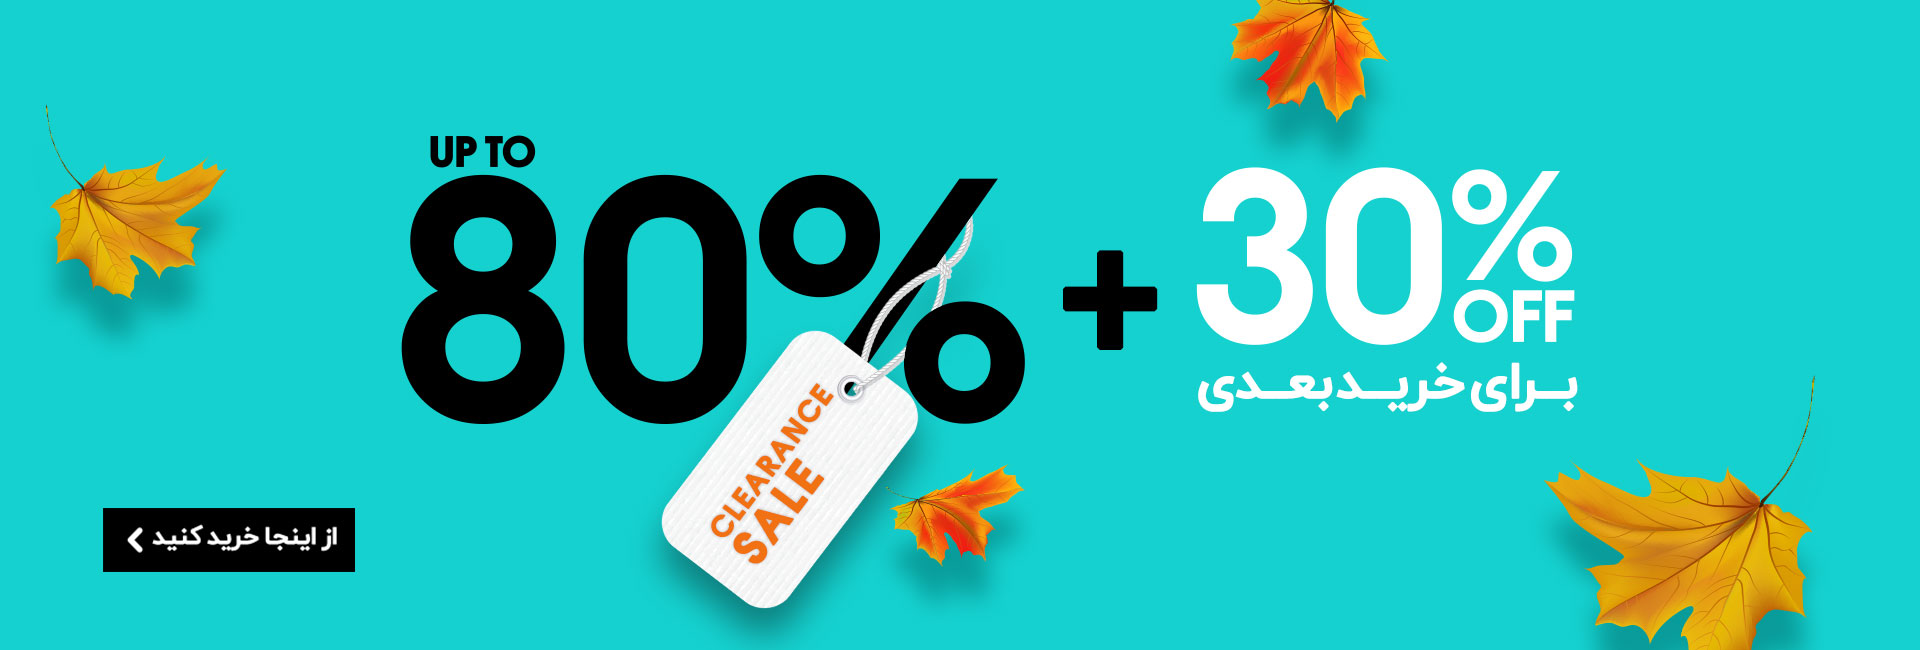 UP TO
80%
CLEARANCE
SALE
+
30%
OFF
برای خرید بعدی
از اینجا خرید کنید >